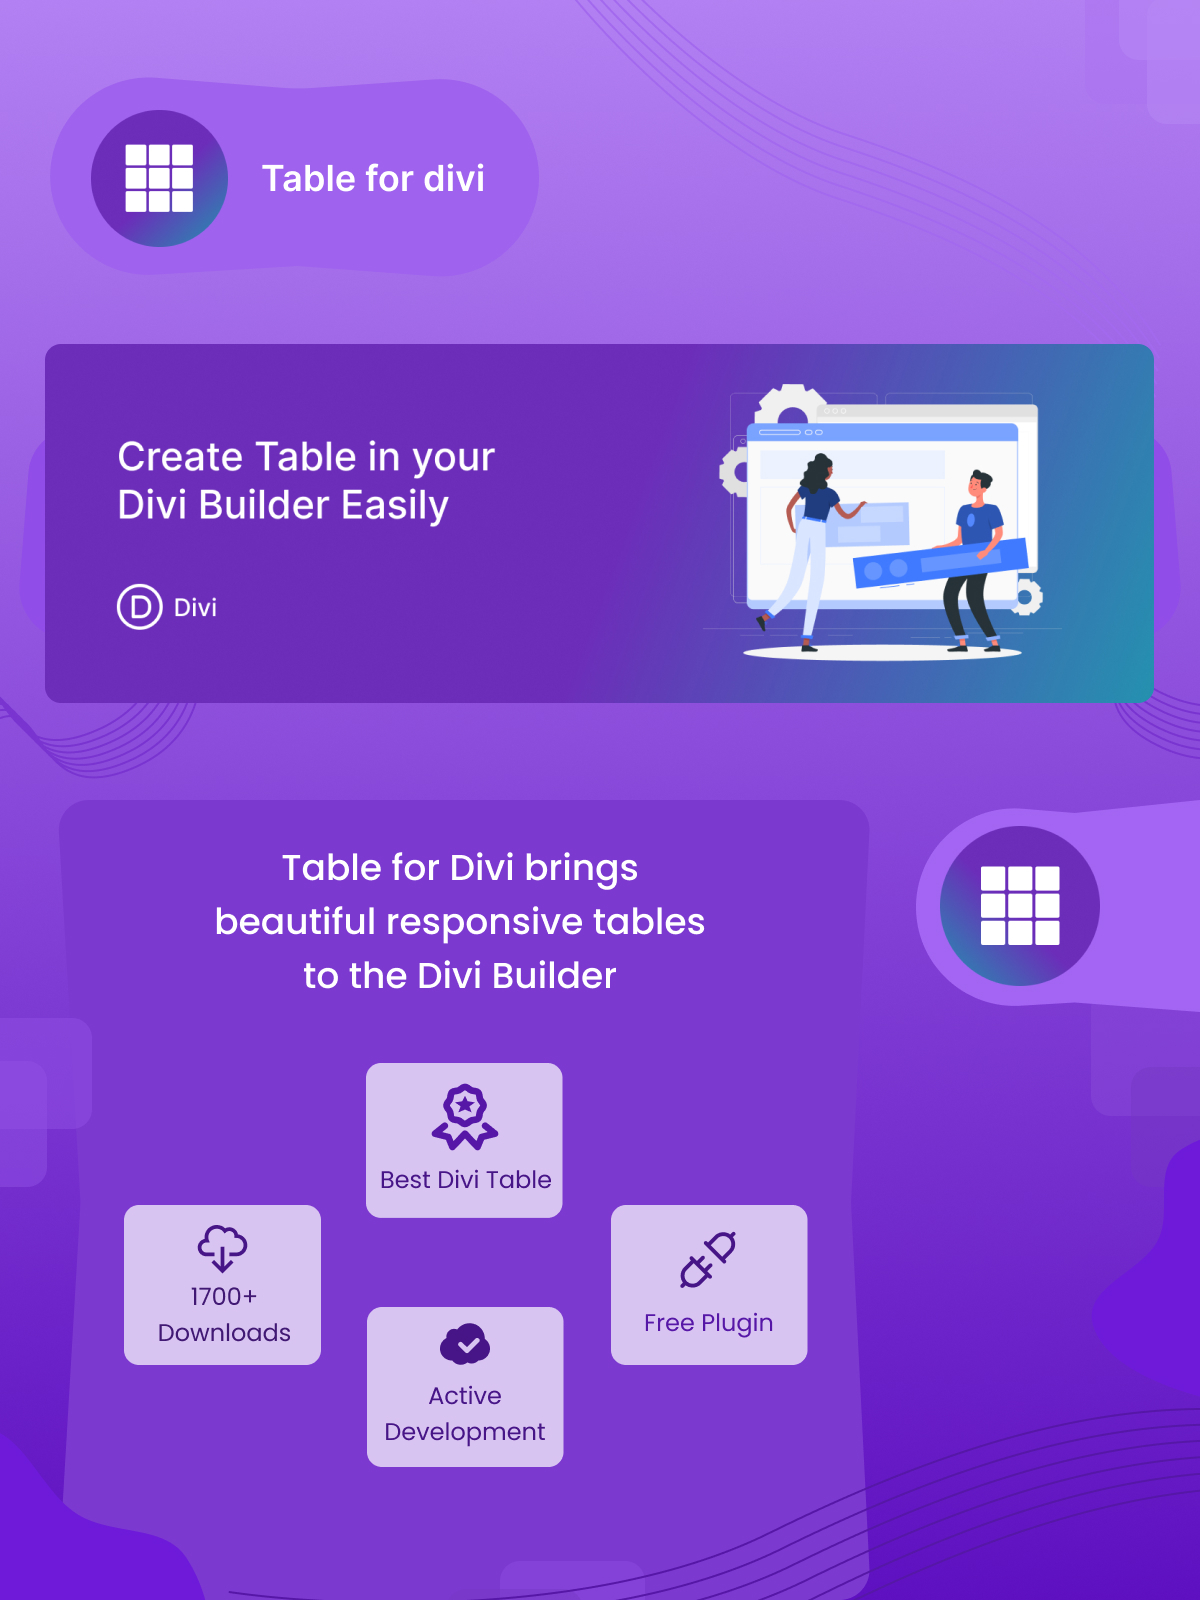 Table for divi
Create Table in your
Divi Builder Easily
D Divi
Table for Divi brings
beautiful responsive tables
to the Divi Builder
Best Divi Table
1700+
Downloads
Free Plugin
Active
Development